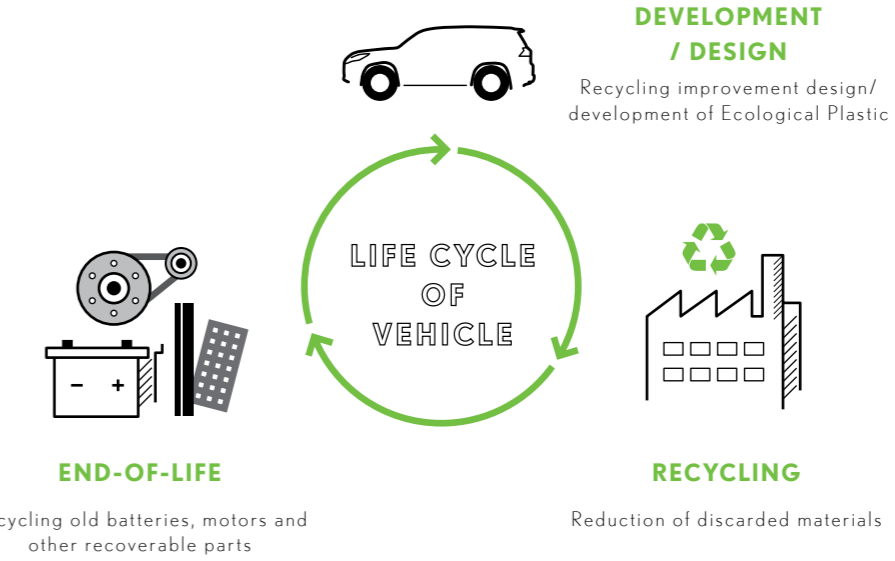 DEVELOPMENT
/ DESIGN
Recycling improvement design/
development of Ecological Plastic
LIFE CYCLE
OF
VEHICLE
− +
END-OF-LIFE
cycling old batteries, motors and
other recoverable parts
RECYCLING
Reduction of discarded materials